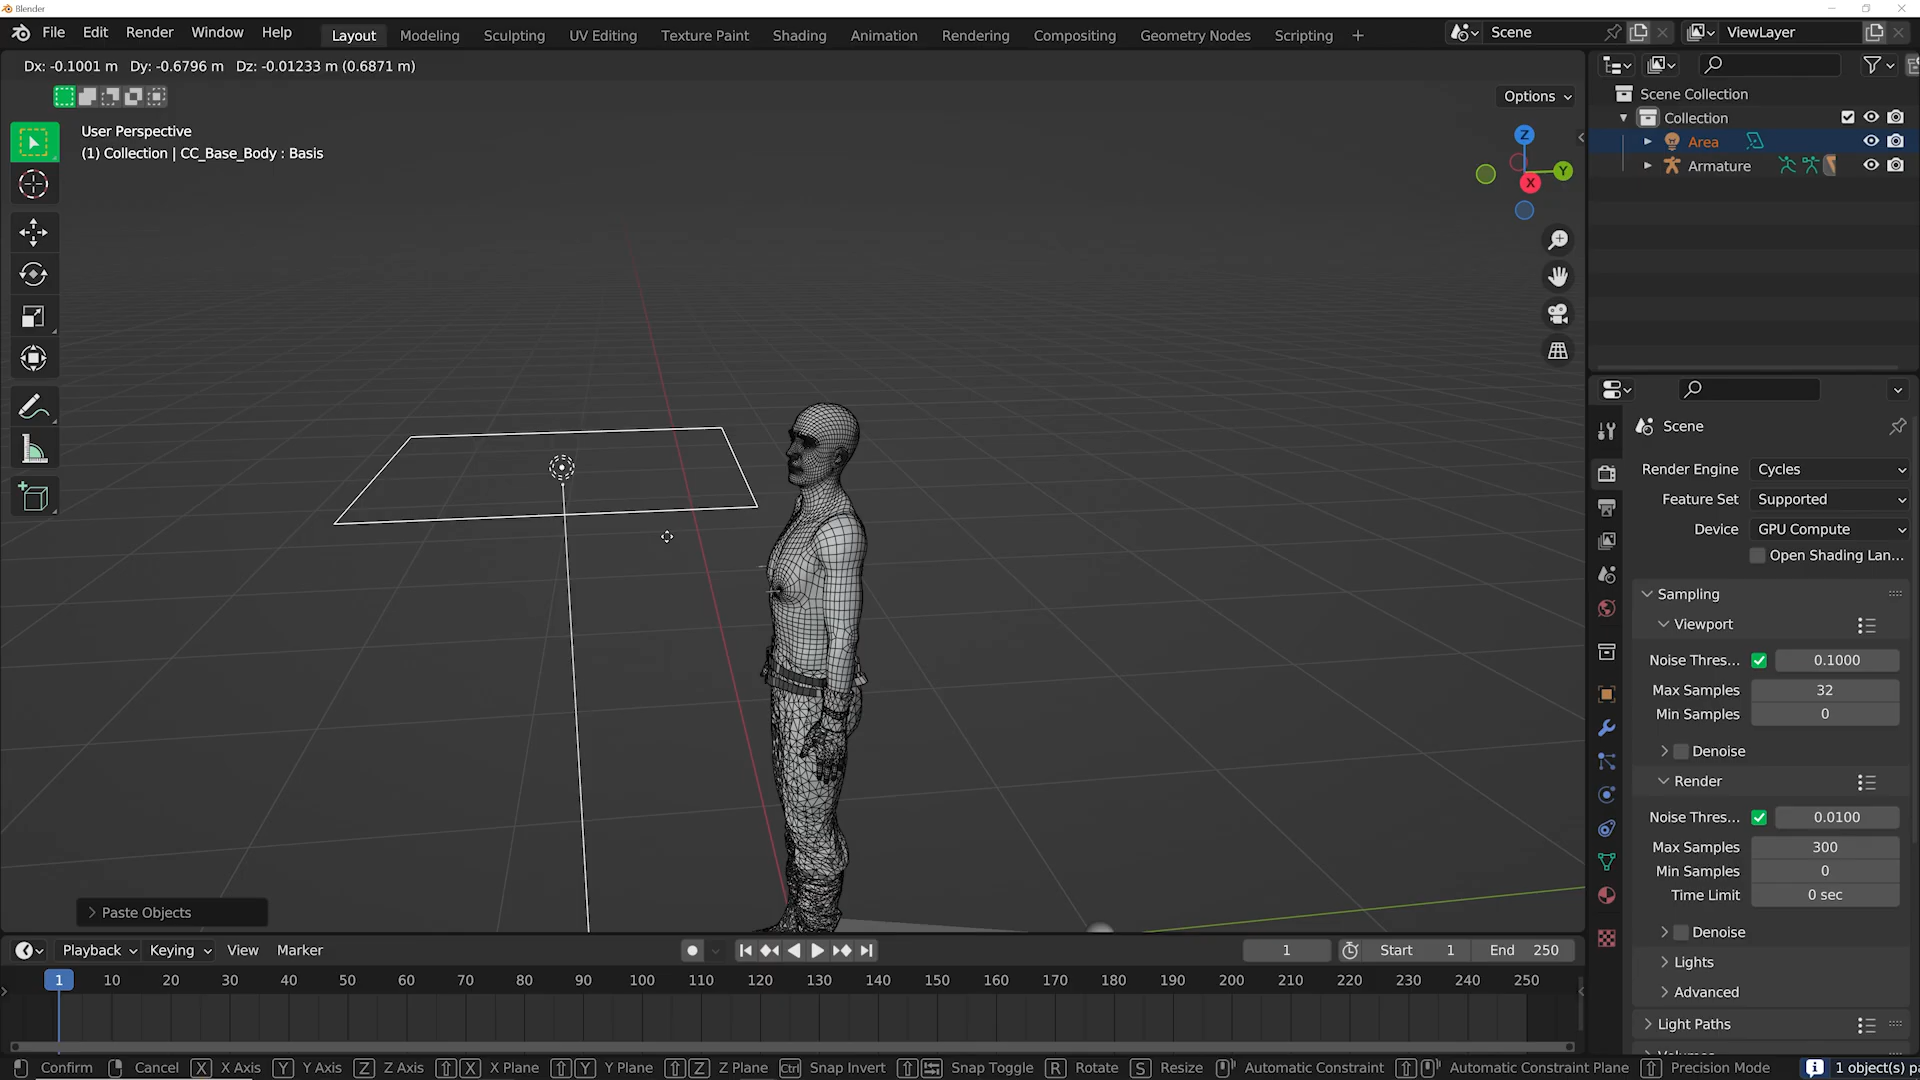 Blender
File Edit Render Window Help Layout Modeling Sculpting UV Editing Texture Paint Shading Animation Rendering Compositing Geometry Nodes Scripting + Scene ViewLayer
Dx: -0.1001 m Dy: -0.6796 m Dz: -0.01233 m (0.6871 m)
Options
User Perspective
(1) Collection | CC_Base_Body : Basis
Z
Y
X
Scene Collection
Collection
Area
Armature
Scene
Render Engine Cycles
Feature Set Supported
Device GPU Compute
Open Shading Lan...
Sampling
Viewport
Noise Thres... 0.1000
Max Samples 32
Min Samples 0
Denoise
Render
Noise Thres... 0.0100
Max Samples 300
Min Samples 0
Time Limit 0 sec
Denoise
Lights
Advanced
Light Paths
Paste Objects
Playback Keying View Marker 1 Start 1 End 250
1 10 20 30 40 50 60 70 80 90 100 110 120 130 140 150 160 170 180 190 200 210 220 230 240 250
Confirm Cancel X X Axis Y Y Axis Z Z Axis X X Plane Y Y Plane Z Z Plane Ctrl Snap Invert Snap Toggle R Rotate S Resize Automatic Constraint Automatic Constraint Plane Precision Mode 1 object(s) pa